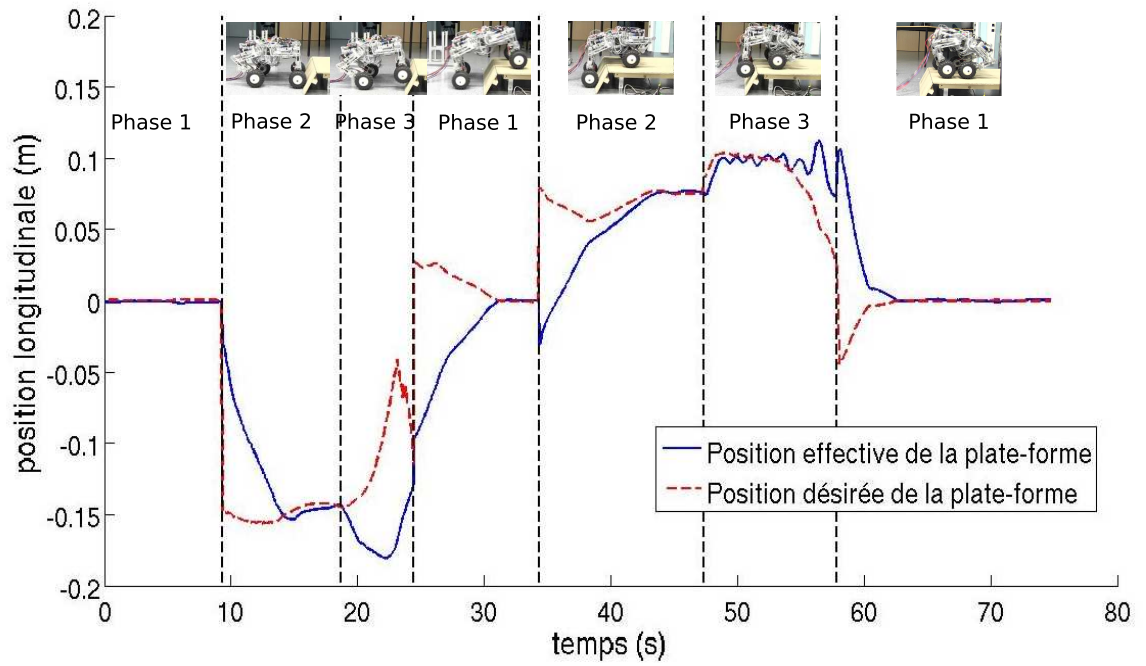 0.2
0.15
0.1
0.05
0
-0.05
-0.1
-0.15
-0.2
position longitudinale (m)
Phase 1
Phase 2
Phase 3
Phase 1
Phase 2
Phase 3
Phase 1
Position effective de la plate-forme
Position désirée de la plate-forme
0
10
20
30
40
50
60
70
80
temps (s)